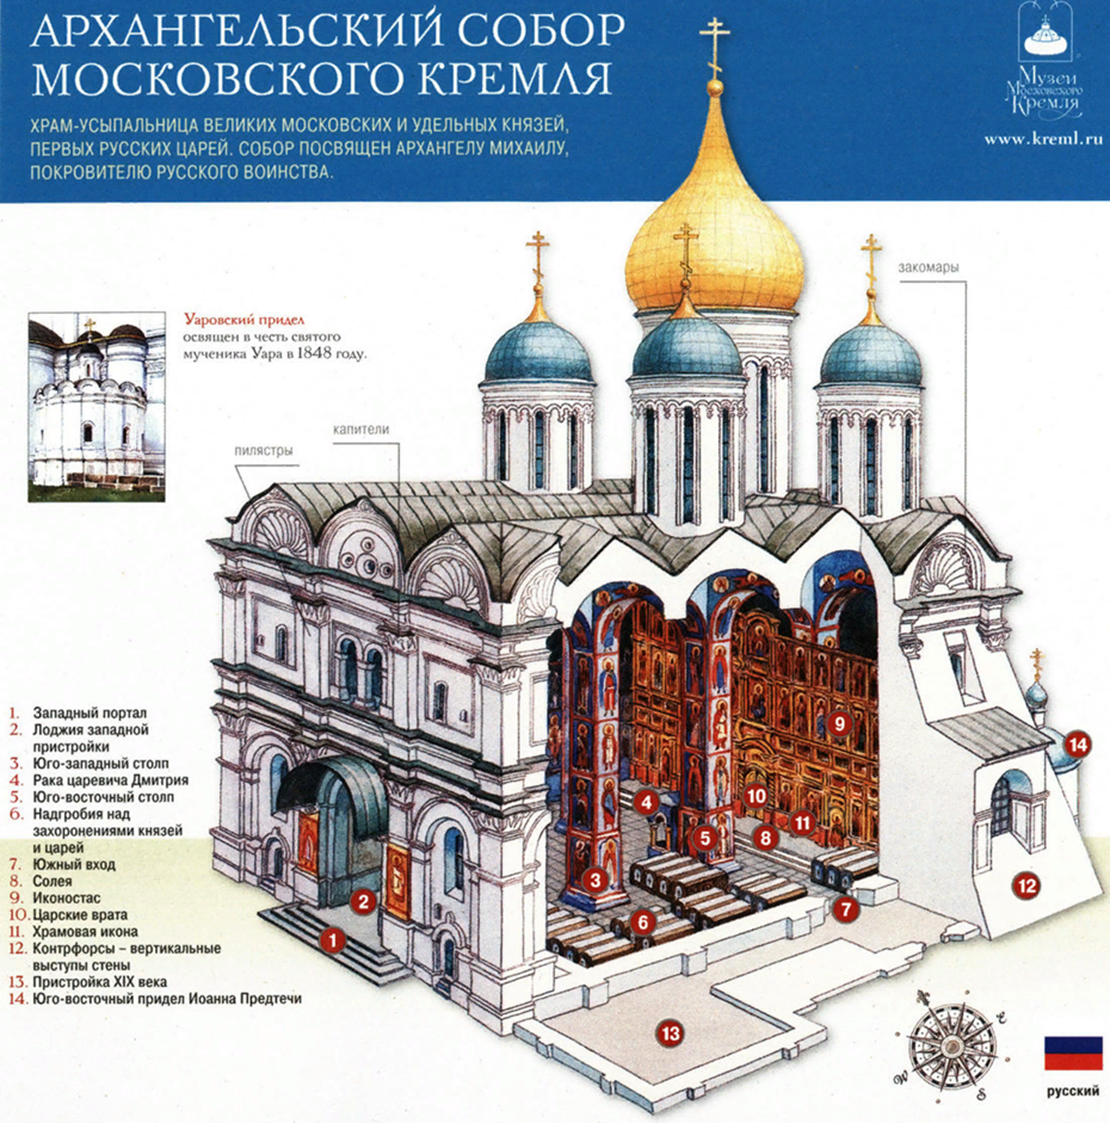 АРХАНГЕЛЬСКИЙ СОБОР
МОСКОВСКОГО КРЕМЛЯ
ХРАМ-УСЫПАЛЬНИЦА ВЕЛИКИХ МОСКОВСКИХ И УДЕЛЬНЫХ КНЯЗЕЙ,
ПЕРВЫХ РУССКИХ ЦАРЕЙ. СОБОР ПОСВЯЩЕН АРХАНГЕЛУ МИХАИЛУ,
ПОКРОВИТЕЛЮ РУССКОГО ВОИНСТВА.
Музеи
Московского
Кремля
www.kreml.ru
закомары
Уаровский придел
освящен в честь святого
мученика Уара в 1848 году.
капители
пилястры
1. Западный портал
2. Лоджия западной
пристройки
3. Юго-западный столп
4. Рака царевича Дмитрия
5. Юго-восточный столп
6. Надгробия над
захоронениями князей
и царей
7. Южный вход
8. Солея
9. Иконостас
10. Царские врата
11. Храмовая икона
12. Контрфорсы – вертикальные
выступы стены
13. Пристройка XIX века
14. Юго-восточный придел Иоанна Предтечи
9
14
4
10
11
5
8
3
12
2
6
7
1
13
N
E
W
S
русский